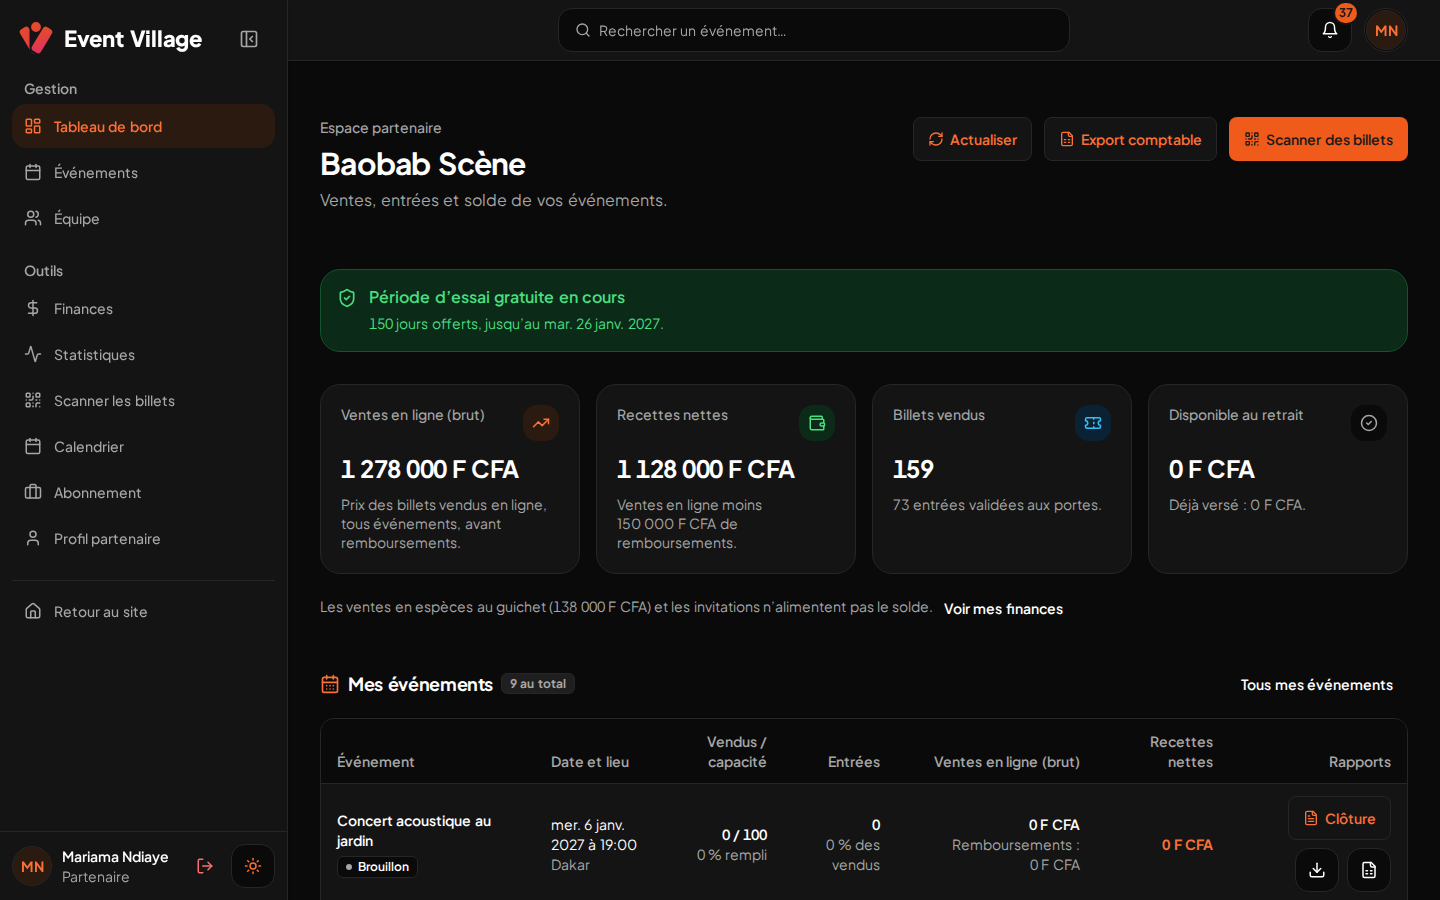 Event Village
Gestion
Tableau de bord
Événements
Équipe
Outils
Finances
Statistiques
Scanner les billets
Calendrier
Abonnement
Profil partenaire
Retour au site
MN
Mariama Ndiaye
Partenaire
Rechercher un événement…
37
MN
Espace partenaire
Baobab Scène
Ventes, entrées et solde de vos événements.
Actualiser
Export comptable
Scanner des billets
Période d’essai gratuite en cours
150 jours offerts, jusqu’au mar. 26 janv. 2027.
Ventes en ligne (brut)
1 278 000 F CFA
Prix des billets vendus en ligne,
tous événements, avant
remboursements.
Recettes nettes
1 128 000 F CFA
Ventes en ligne moins
150 000 F CFA de
remboursements.
Billets vendus
159
73 entrées validées aux portes.
Disponible au retrait
0 F CFA
Déjà versé : 0 F CFA.
Les ventes en espèces au guichet (138 000 F CFA) et les invitations n’alimentent pas le solde. Voir mes finances
Mes événements 9 au total
Tous mes événements
Événement
Date et lieu
Vendus /
capacité
Entrées
Ventes en ligne (brut)
Recettes
nettes
Rapports
Concert acoustique au
jardin
Brouillon
mer. 6 janv.
2027 à 19:00
Dakar
0 / 100
0 % rempli
0
0 % des
vendus
0 F CFA
Remboursements :
0 F CFA
0 F CFA
Clôture